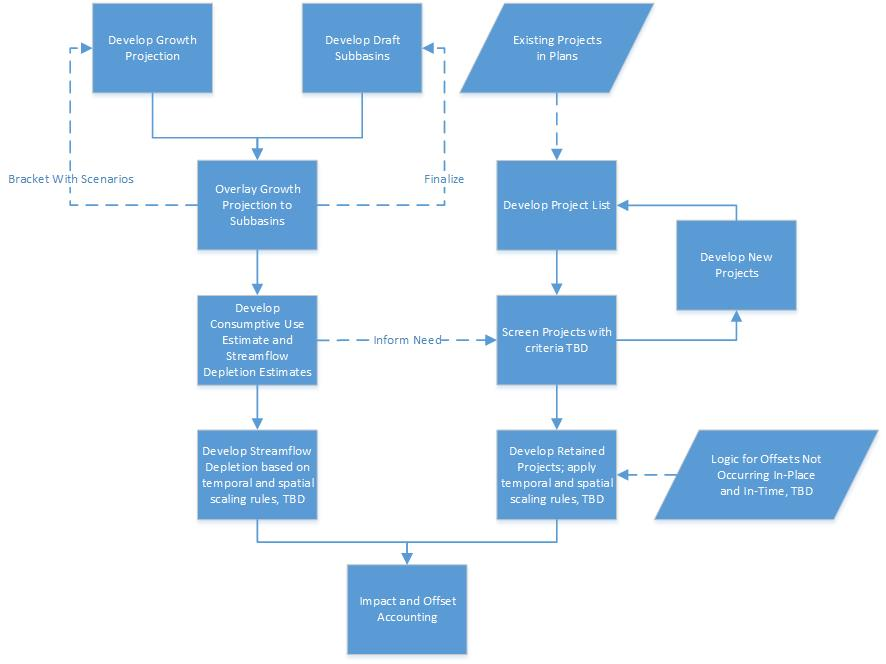 Develop Growth
Projection
Develop Draft
Subbasins
Existing Projects
in Plans
Bracket With Scenarios
Finalize
Overlay Growth
Projection to
Subbasins
Develop Project List
Develop New
Projects
Develop
Consumptive Use
Estimate and
Streamflow
Depletion Estimates
Inform Need
Screen Projects with
criteria TBD
Develop Streamflow
Depletion based on
temporal and spatial
scaling rules, TBD
Develop Retained
Projects; apply
temporal and spatial
scaling rules, TBD
Logic for Offsets Not
Occurring In-Place
and In-Time, TBD
Impact and Offset
Accounting